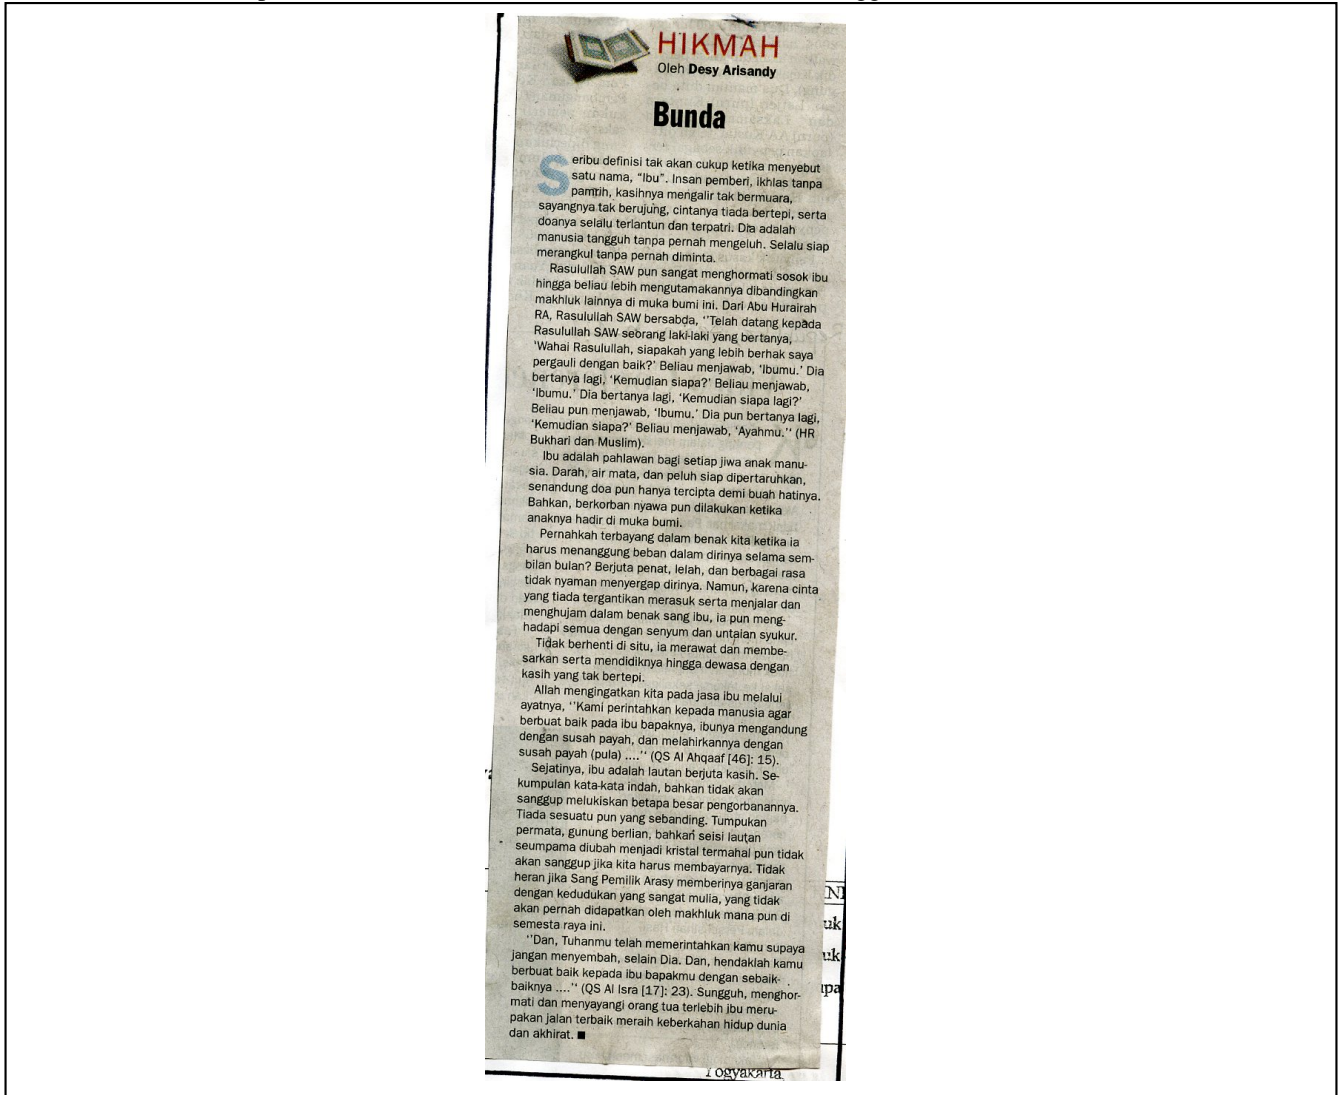 HIKMAH
Oleh Desy Arisandy
Bunda
Seribu definisi tak akan cukup ketika menyebut
satu nama, "Ibu". Insan pemberi, ikhlas tanpa
pamrih, kasihnya mengalir tak bermuara,
sayangnya tak berujung, cintanya tiada bertepi, serta
doanya selalu terlantun dan terpatri. Dia adalah
manusia tangguh tanpa pernah mengeluh. Selalu siap
merangkul tanpa pernah diminta.
Rasulullah SAW pun sangat menghormati sosok ibu
hingga beliau lebih mengutamakannya dibandingkan
makhluk lainnya di muka bumi ini. Dari Abu Hurairah
RA, Rasulullah SAW bersabda, ''Telah datang kepada
Rasulullah SAW seorang laki-laki yang bertanya,
'Wahai Rasulullah, siapakah yang lebih berhak saya
pergauli dengan baik?' Beliau menjawab, 'Ibumu.' Dia
bertanya lagi, 'Kemudian siapa?' Beliau menjawab,
'Ibumu.' Dia bertanya lagi, 'Kemudian siapa lagi?'
Beliau pun menjawab, 'Ibumu.' Dia pun bertanya lagi,
'Kemudian siapa?' Beliau menjawab, 'Ayahmu.'' (HR
Bukhari dan Muslim).
Ibu adalah pahlawan bagi setiap jiwa anak manu-
sia. Darah, air mata, dan peluh siap dipertaruhkan,
senandung doa pun hanya tercipta demi buah hatinya.
Bahkan, berkorban nyawa pun dilakukan ketika
anaknya hadir di muka bumi.
Pernahkah terbayang dalam benak kita ketika ia
harus menanggung beban dalam dirinya selama sem-
bilan bulan? Berjuta penat, lelah, dan berbagai rasa
tidak nyaman menyergap dirinya. Namun, karena cinta
yang tiada tergantikan merasuk serta menjalar dan
menghujam dalam benak sang ibu, ia pun meng-
hadapi semua dengan senyum dan untaian syukur.
Tidak berhenti di situ, ia merawat dan membe-
sarkan serta mendidiknya hingga dewasa dengan
kasih yang tak bertepi.
Allah mengingatkan kita pada jasa ibu melalui
ayatnya, ''Kami perintahkan kepada manusia agar
berbuat baik pada ibu bapaknya, ibunya mengandung
dengan susah payah, dan melahirkannya dengan
susah payah (pula) ....'' (QS Al Ahqaaf [46]: 15).
Sejatinya, ibu adalah lautan berjuta kasih. Se-
kumpulan kata-kata indah, bahkan tidak akan
sanggup melukiskan betapa besar pengorbanannya.
Tiada sesuatu pun yang sebanding. Tumpukan
permata, gunung berlian, bahkan seisi lautan
seumpama diubah menjadi kristal termahal pun tidak
akan sanggup jika kita harus membayarnya. Tidak
heran jika Sang Pemilik Arasy memberinya ganjaran
dengan kedudukan yang sangat mulia, yang tidak
akan pernah didapatkan oleh makhluk mana pun di
semesta raya ini.
''Dan, Tuhanmu telah memerintahkan kamu supaya
jangan menyembah, selain Dia. Dan, hendaklah kamu
berbuat baik kepada ibu bapakmu dengan sebaik-
baiknya ....'' (QS Al Isra [17]: 23). Sungguh, menghor-
mati dan menyayangi orang tua terlebih ibu meru-
pakan jalan terbaik meraih keberkahan hidup dunia
dan akhirat. ■
uk
Yogyakarta